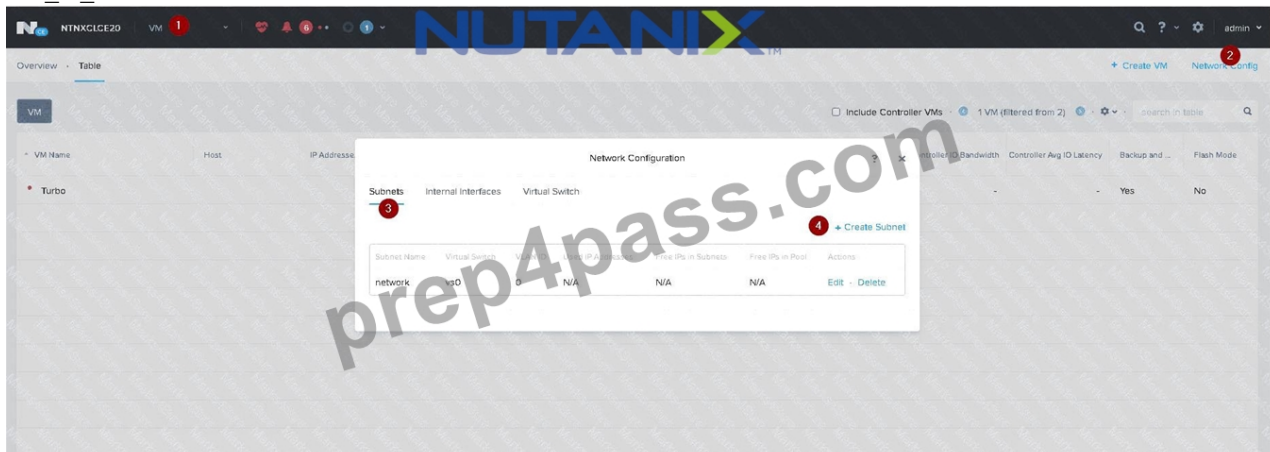 NUTANIX TM
N CE NTNXCLCE20 VM 1 6 1 ? admin
Overview · Table + Create VM Network Config 2
VM Include Controller VMs · 1 VM (filtered from 2) · search in table
VM Name Host IP Addresse Controller IO Bandwidth Controller Avg IO Latency Backup and ... Flash Mode
Turbo - - Yes No
Network Configuration ? ×
Subnets Internal Interfaces Virtual Switch
3
4 + Create Subnet
Subnet Name Virtual Switch VLAN ID Used IP Addresses Free IPs in Subnets Free IPs in Pool Actions
network vs0 0 N/A N/A N/A Edit · Delete
prep4pass.com